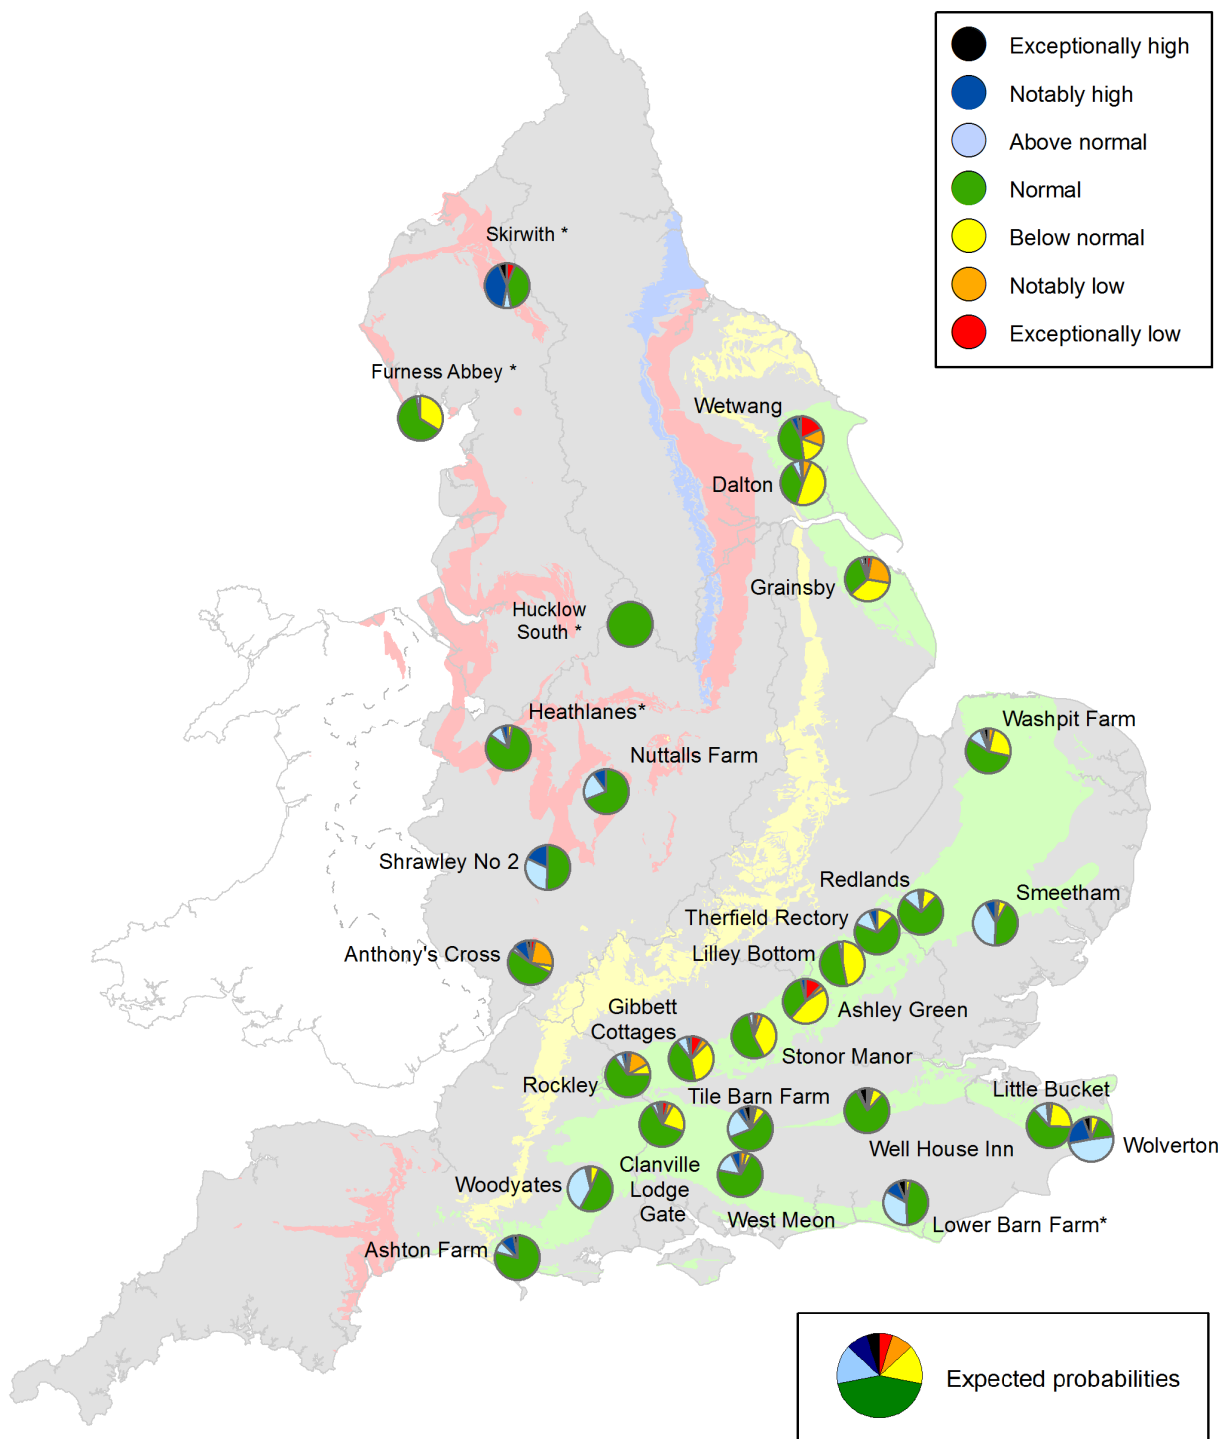 Exceptionally high
Notably high
Above normal
Normal
Below normal
Notably low
Exceptionally low
Skirwith *
Furness Abbey *
Wetwang
Dalton
Grainsby
Hucklow
South *
Heathlanes*
Washpit Farm
Nuttalls Farm
Shrawley No 2
Redlands
Smeetham
Therfield Rectory
Anthony's Cross
Lilley Bottom
Gibbett
Cottages
Ashley Green
Stonor Manor
Rockley
Tile Barn Farm
Little Bucket
Well House Inn
Wolverton
Clanville
Lodge
Gate
Woodyates
West Meon
Lower Barn Farm*
Ashton Farm
Expected probabilities